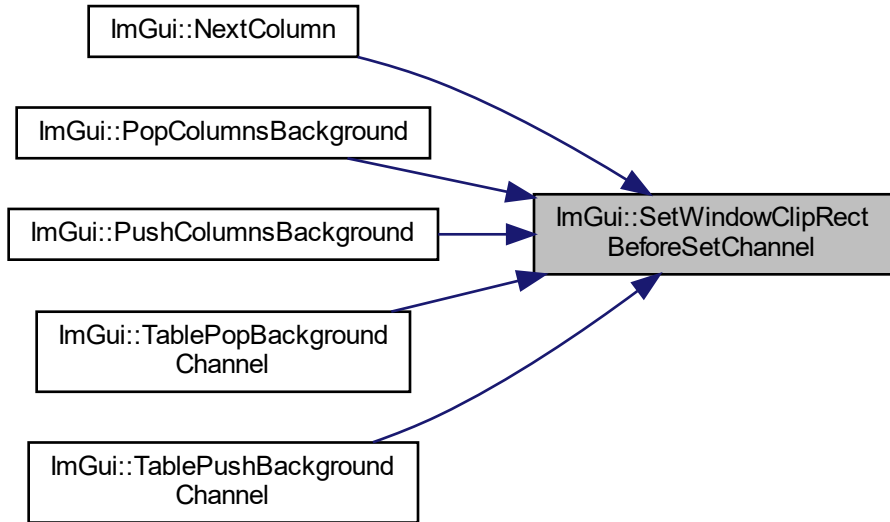 ImGui::NextColumn
ImGui::PopColumnsBackground
ImGui::PushColumnsBackground
ImGui::SetWindowClipRect
BeforeSetChannel
ImGui::TablePopBackground
Channel
ImGui::TablePushBackground
Channel